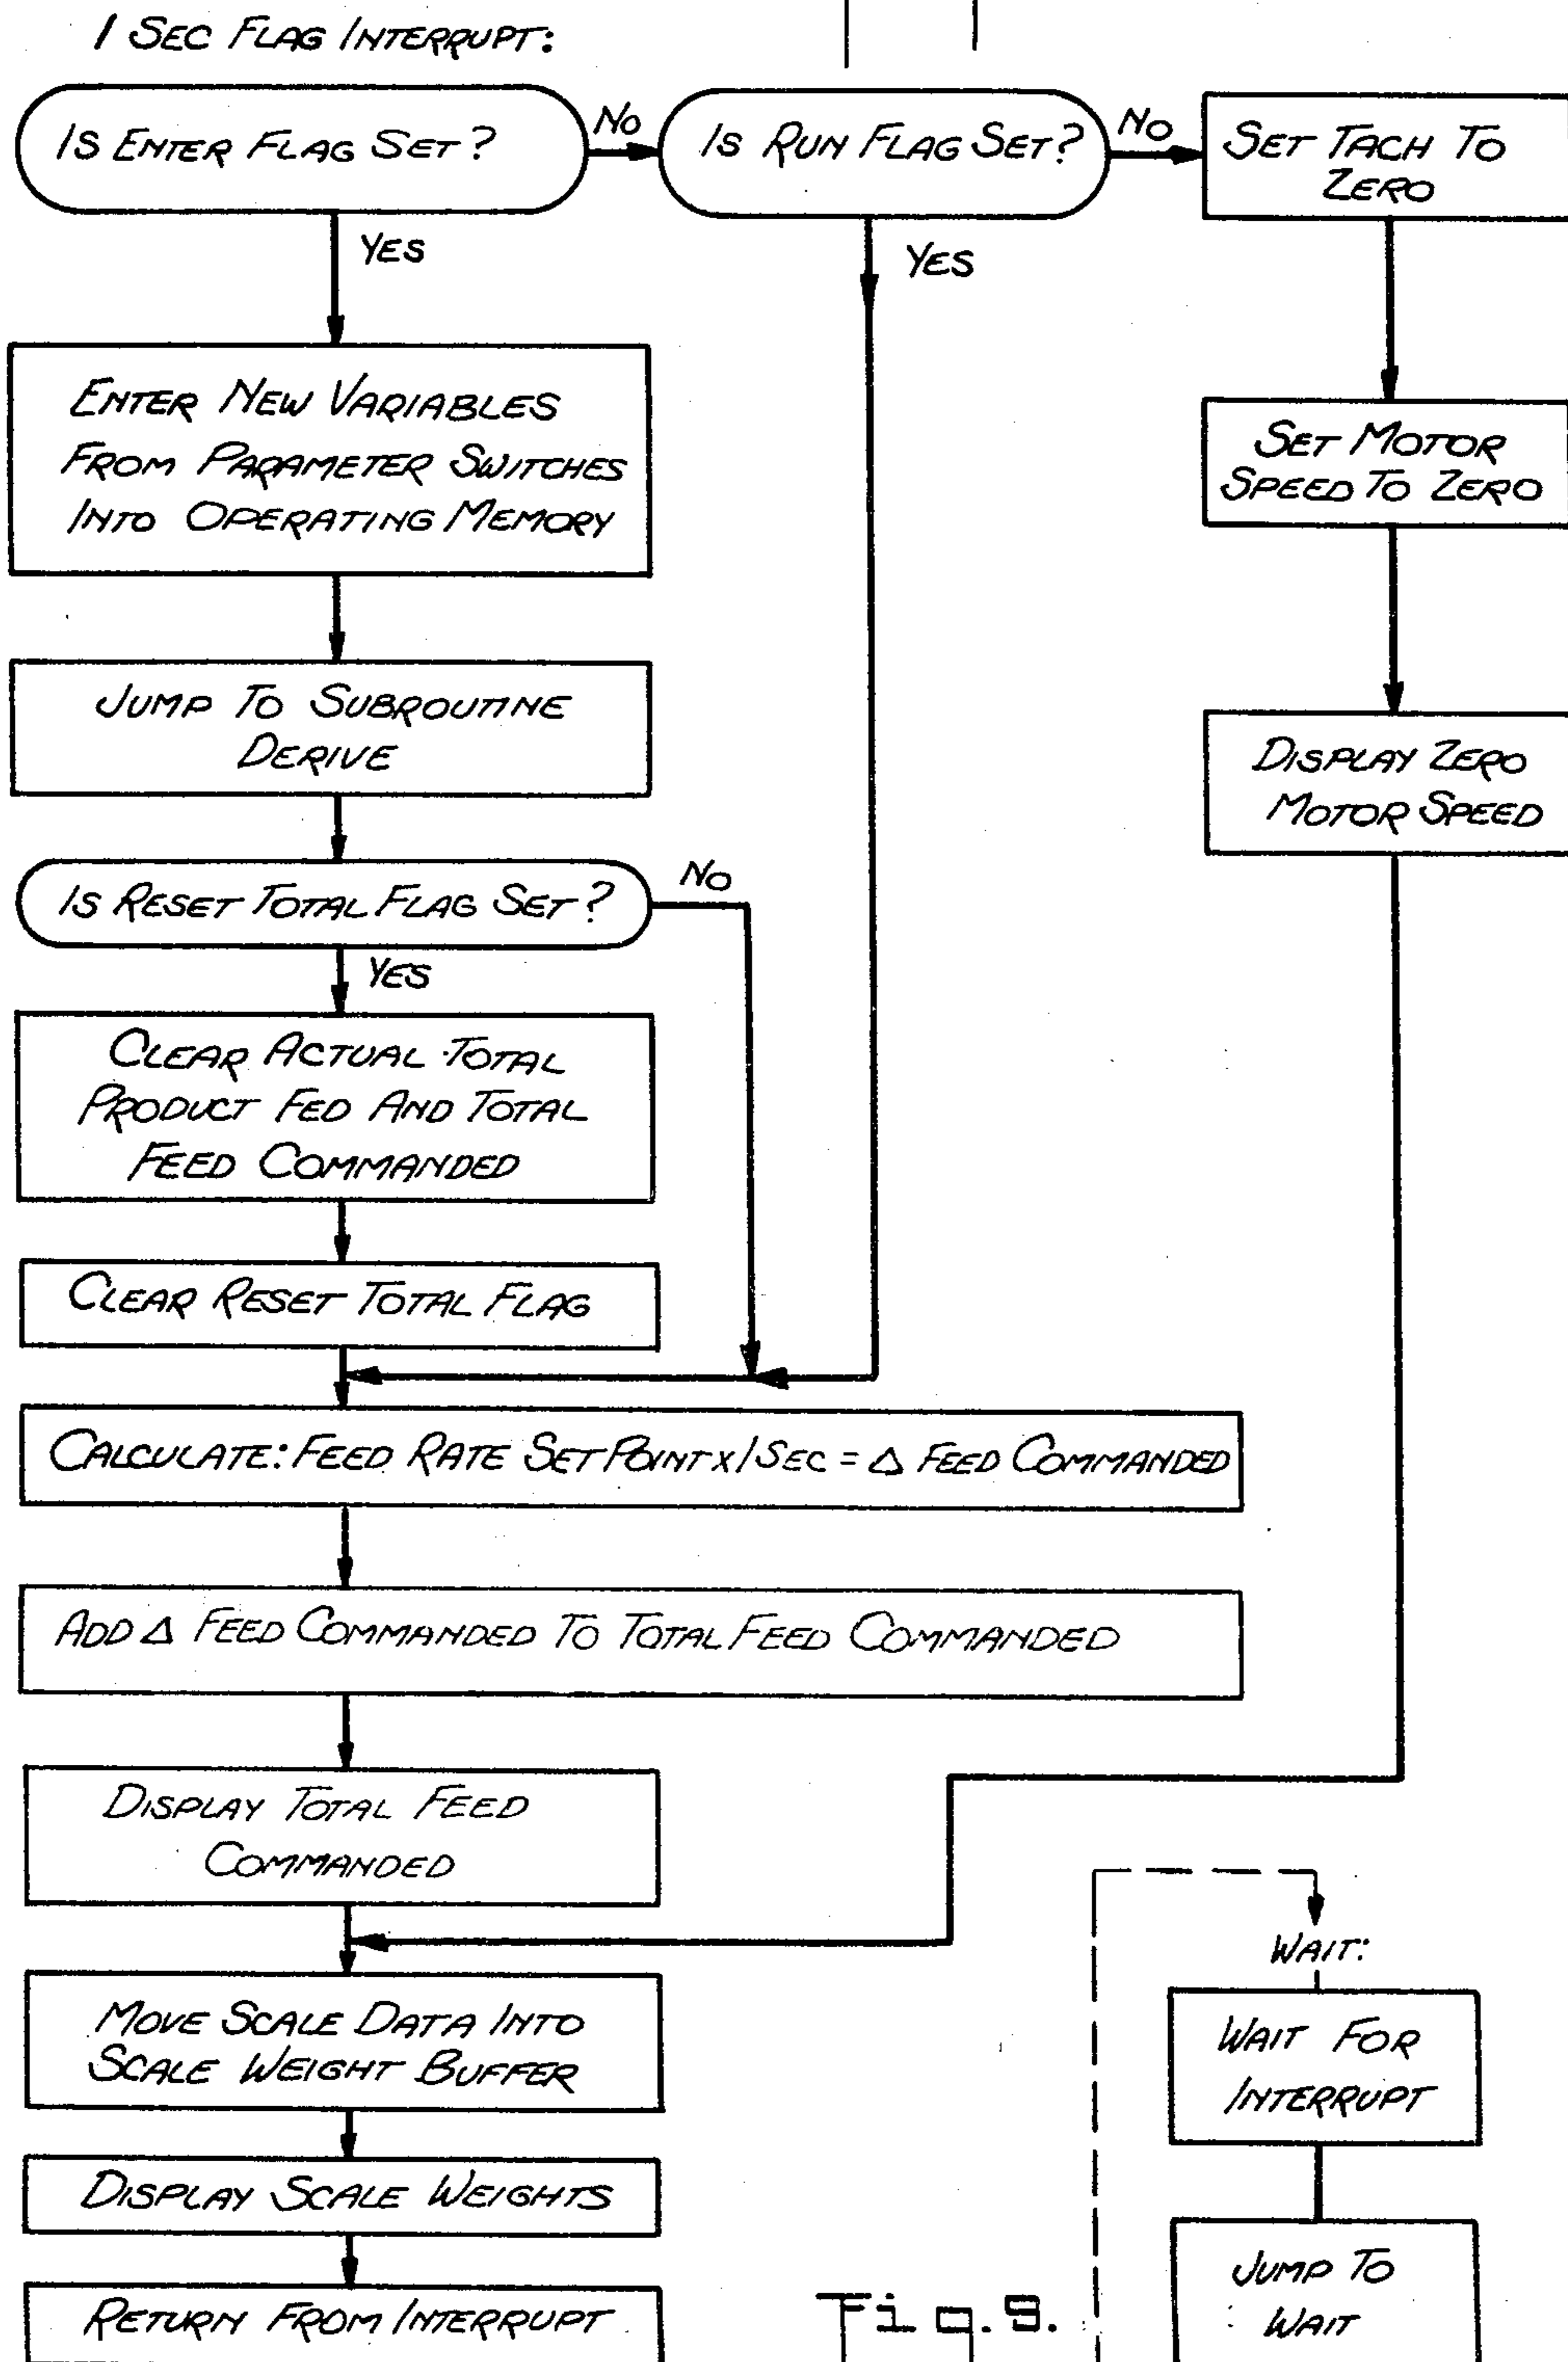 1 SEC FLAG INTERRUPT:
IS ENTER FLAG SET?
NO
IS RUN FLAG SET?
NO
SET TACH TO
ZERO
YES
YES
ENTER NEW VARIABLES
FROM PARAMETER SWITCHES
INTO OPERATING MEMORY
SET MOTOR
SPEED TO ZERO
JUMP TO SUBROUTINE
DERIVE
DISPLAY ZERO
MOTOR SPEED
IS RESET TOTAL FLAG SET?
NO
YES
CLEAR ACTUAL TOTAL
PRODUCT FED AND TOTAL
FEED COMMANDED
CLEAR RESET TOTAL FLAG
CALCULATE: FEED RATE SET POINT X 1 SEC = Δ FEED COMMANDED
ADD Δ FEED COMMANDED TO TOTAL FEED COMMANDED
DISPLAY TOTAL FEED
COMMANDED
MOVE SCALE DATA INTO
SCALE WEIGHT BUFFER
DISPLAY SCALE WEIGHTS
RETURN FROM INTERRUPT
WAIT:
WAIT FOR
INTERRUPT
JUMP TO
WAIT
Fig.9.